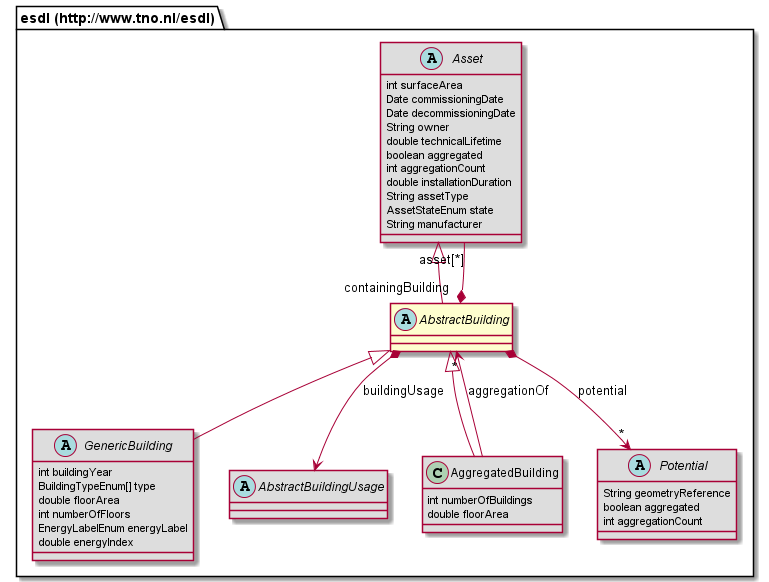 esdl (http://www.tno.nl/esdl)
A Asset
int surfaceArea
Date commissioningDate
Date decommissioningDate
String owner
double technicalLifetime
boolean aggregated
int aggregationCount
double installationDuration
String assetType
AssetStateEnum state
String manufacturer
asset[*]
containingBuilding
A AbstractBuilding
*
buildingUsage
aggregationOf
potential
*
A GenericBuilding
int buildingYear
BuildingTypeEnum[] type
double floorArea
int numberOfFloors
EnergyLabelEnum energyLabel
double energyIndex
A AbstractBuildingUsage
C AggregatedBuilding
int numberOfBuildings
double floorArea
A Potential
String geometryReference
boolean aggregated
int aggregationCount